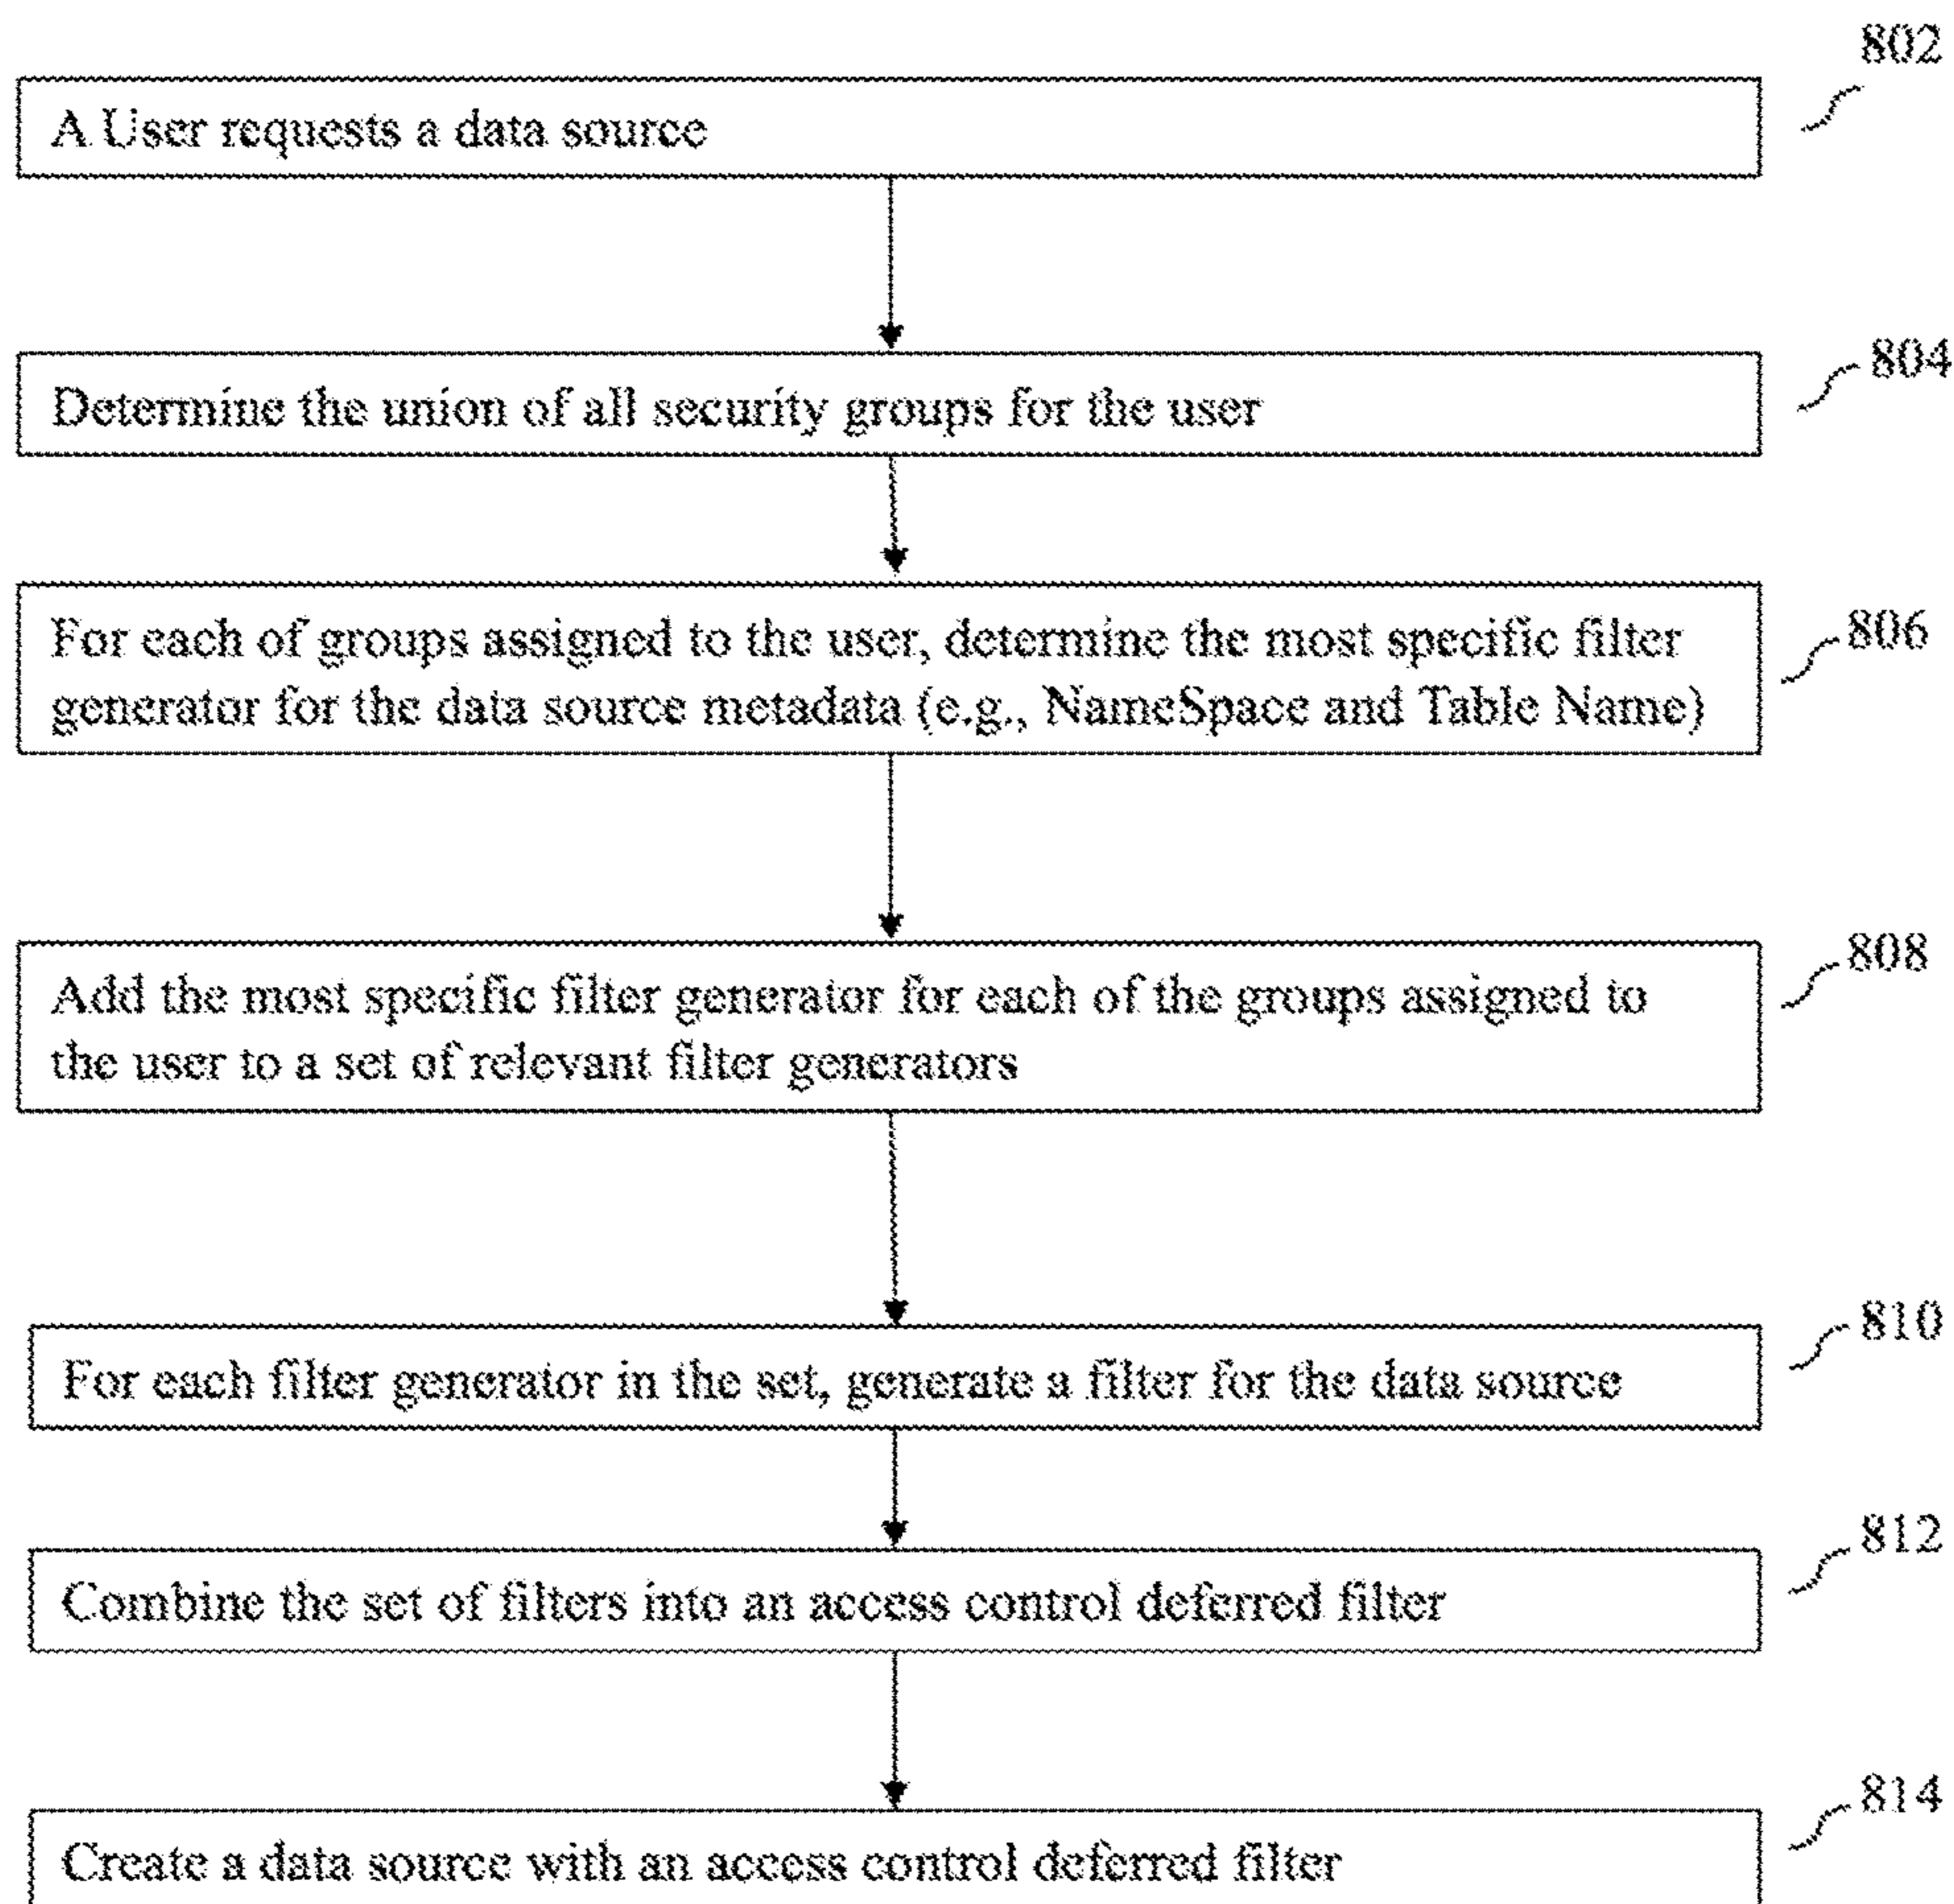 802
A User requests a data source
804
Determine the union of all security groups for the user
806
For each of groups assigned to the user, determine the most specific filter
generator for the data source metadata (e.g., NameSpace and Table Name)
808
Add the most specific filter generator for each of the groups assigned to
the user to a set of relevant filter generators
810
For each filter generator in the set, generate a filter for the data source
812
Combine the set of filters into an access control deferred filter
814
Create a data source with an access control deferred filter